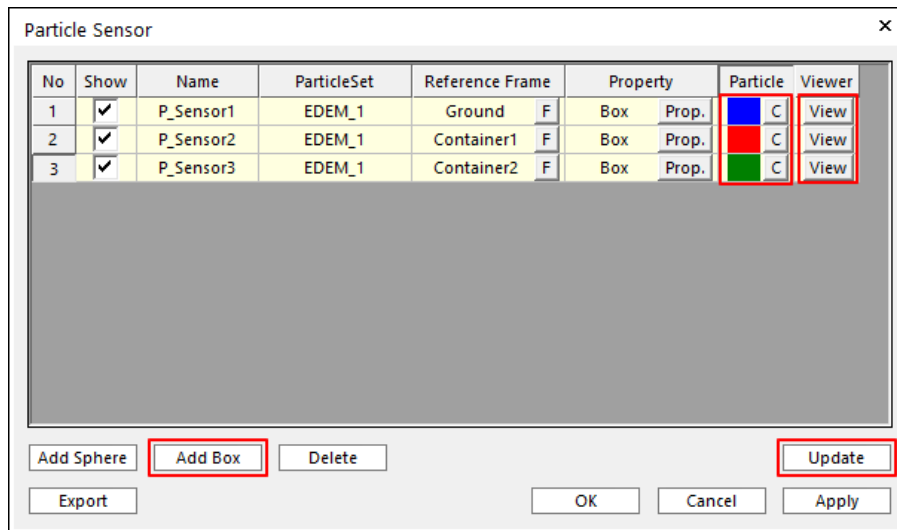 Particle Sensor ×
No Show Name ParticleSet Reference Frame Property Particle Viewer
1 P_Sensor1 EDEM_1 Ground F Box Prop. C View
2 P_Sensor2 EDEM_1 Container1 F Box Prop. C View
3 P_Sensor3 EDEM_1 Container2 F Box Prop. C View
Add Sphere Add Box Delete Update
Export OK Cancel Apply